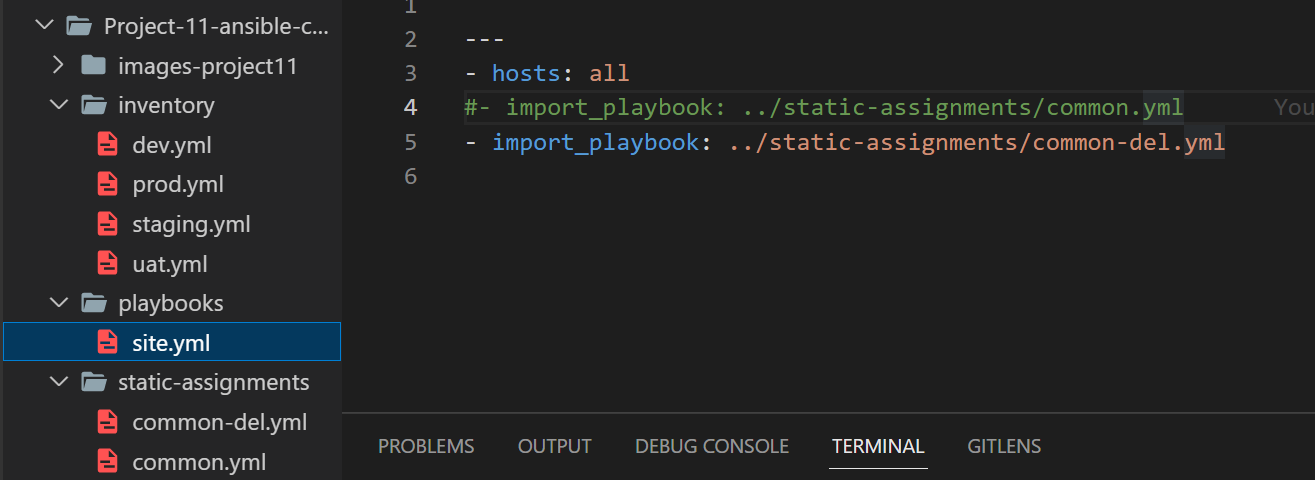 Project-11-ansible-c...
images-project11
inventory
dev.yml
prod.yml
staging.yml
uat.yml
playbooks
site.yml
static-assignments
common-del.yml
common.yml
1
2 ---
3 - hosts: all
4 #- import_playbook: ../static-assignments/common.yml You
5 - import_playbook: ../static-assignments/common-del.yml
6
PROBLEMS OUTPUT DEBUG CONSOLE TERMINAL GITLENS